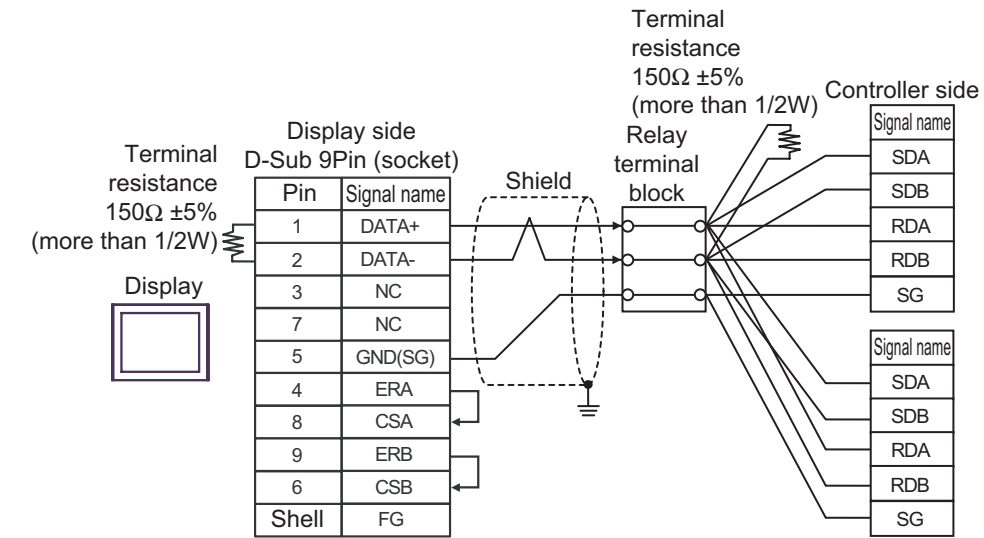 Terminal
resistance
150Ω ±5%
(more than 1/2W)
Controller side
Display side
D-Sub 9Pin (socket)
Terminal
resistance
150Ω ±5%
(more than 1/2W)
Display
Shield
Relay
terminal
block
Pin Signal name
1 DATA+
2 DATA-
3 NC
7 NC
5 GND(SG)
4 ERA
8 CSA
9 ERB
6 CSB
Shell FG
Signal name
SDA
SDB
RDA
RDB
SG
Signal name
SDA
SDB
RDA
RDB
SG